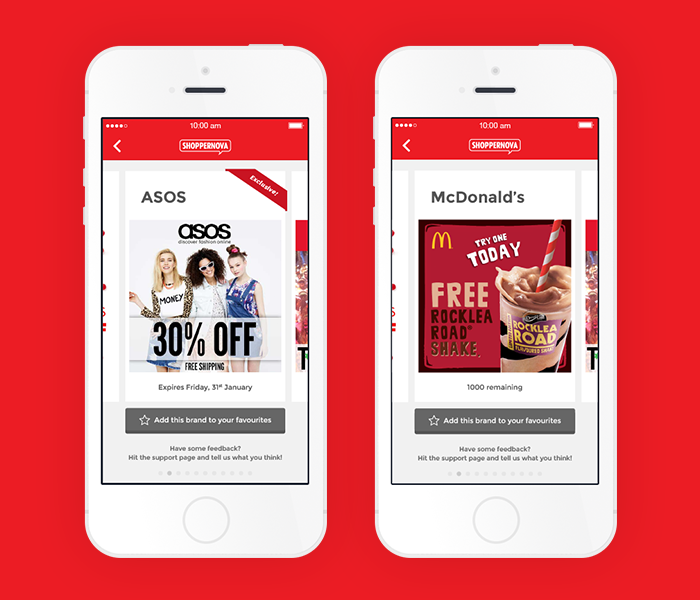 10:00 am
SHOPPERNOVA
Exclusive!
ASOS
asos
discover fashion online
MONEY
30% OFF
FREE SHIPPING
Expires Friday, 31st January
Add this brand to your favourites
Have some feedback?
Hit the support page and tell us what you think!
10:00 am
SHOPPERNOVA
McDonald's
TRY ONE
TODAY
FREE
ROCKLEA
ROAD®
SHAKE.
ROCKLEA
ROAD
FLAVOURED SHAKE
1000 remaining
Add this brand to your favourites
Have some feedback?
Hit the support page and tell us what you think!